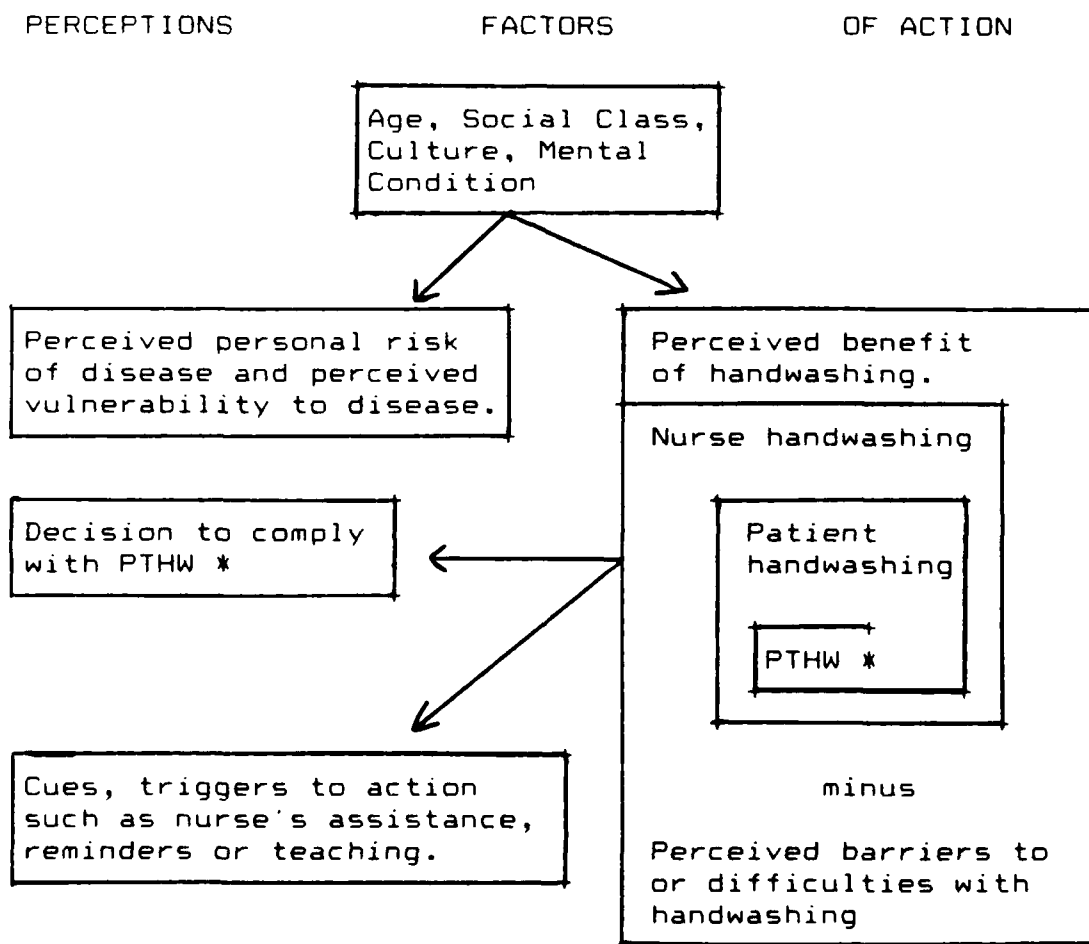 PERCEPTIONS FACTORS OF ACTION
Age, Social Class,
Culture, Mental
Condition
Perceived personal risk
of disease and perceived
vulnerability to disease.
Perceived benefit
of handwashing.
Nurse handwashing
Decision to comply
with PTHW *
Patient
handwashing
PTHW *
Cues, triggers to action
such as nurse's assistance,
reminders or teaching.
minus
Perceived barriers to
or difficulties with
handwashing